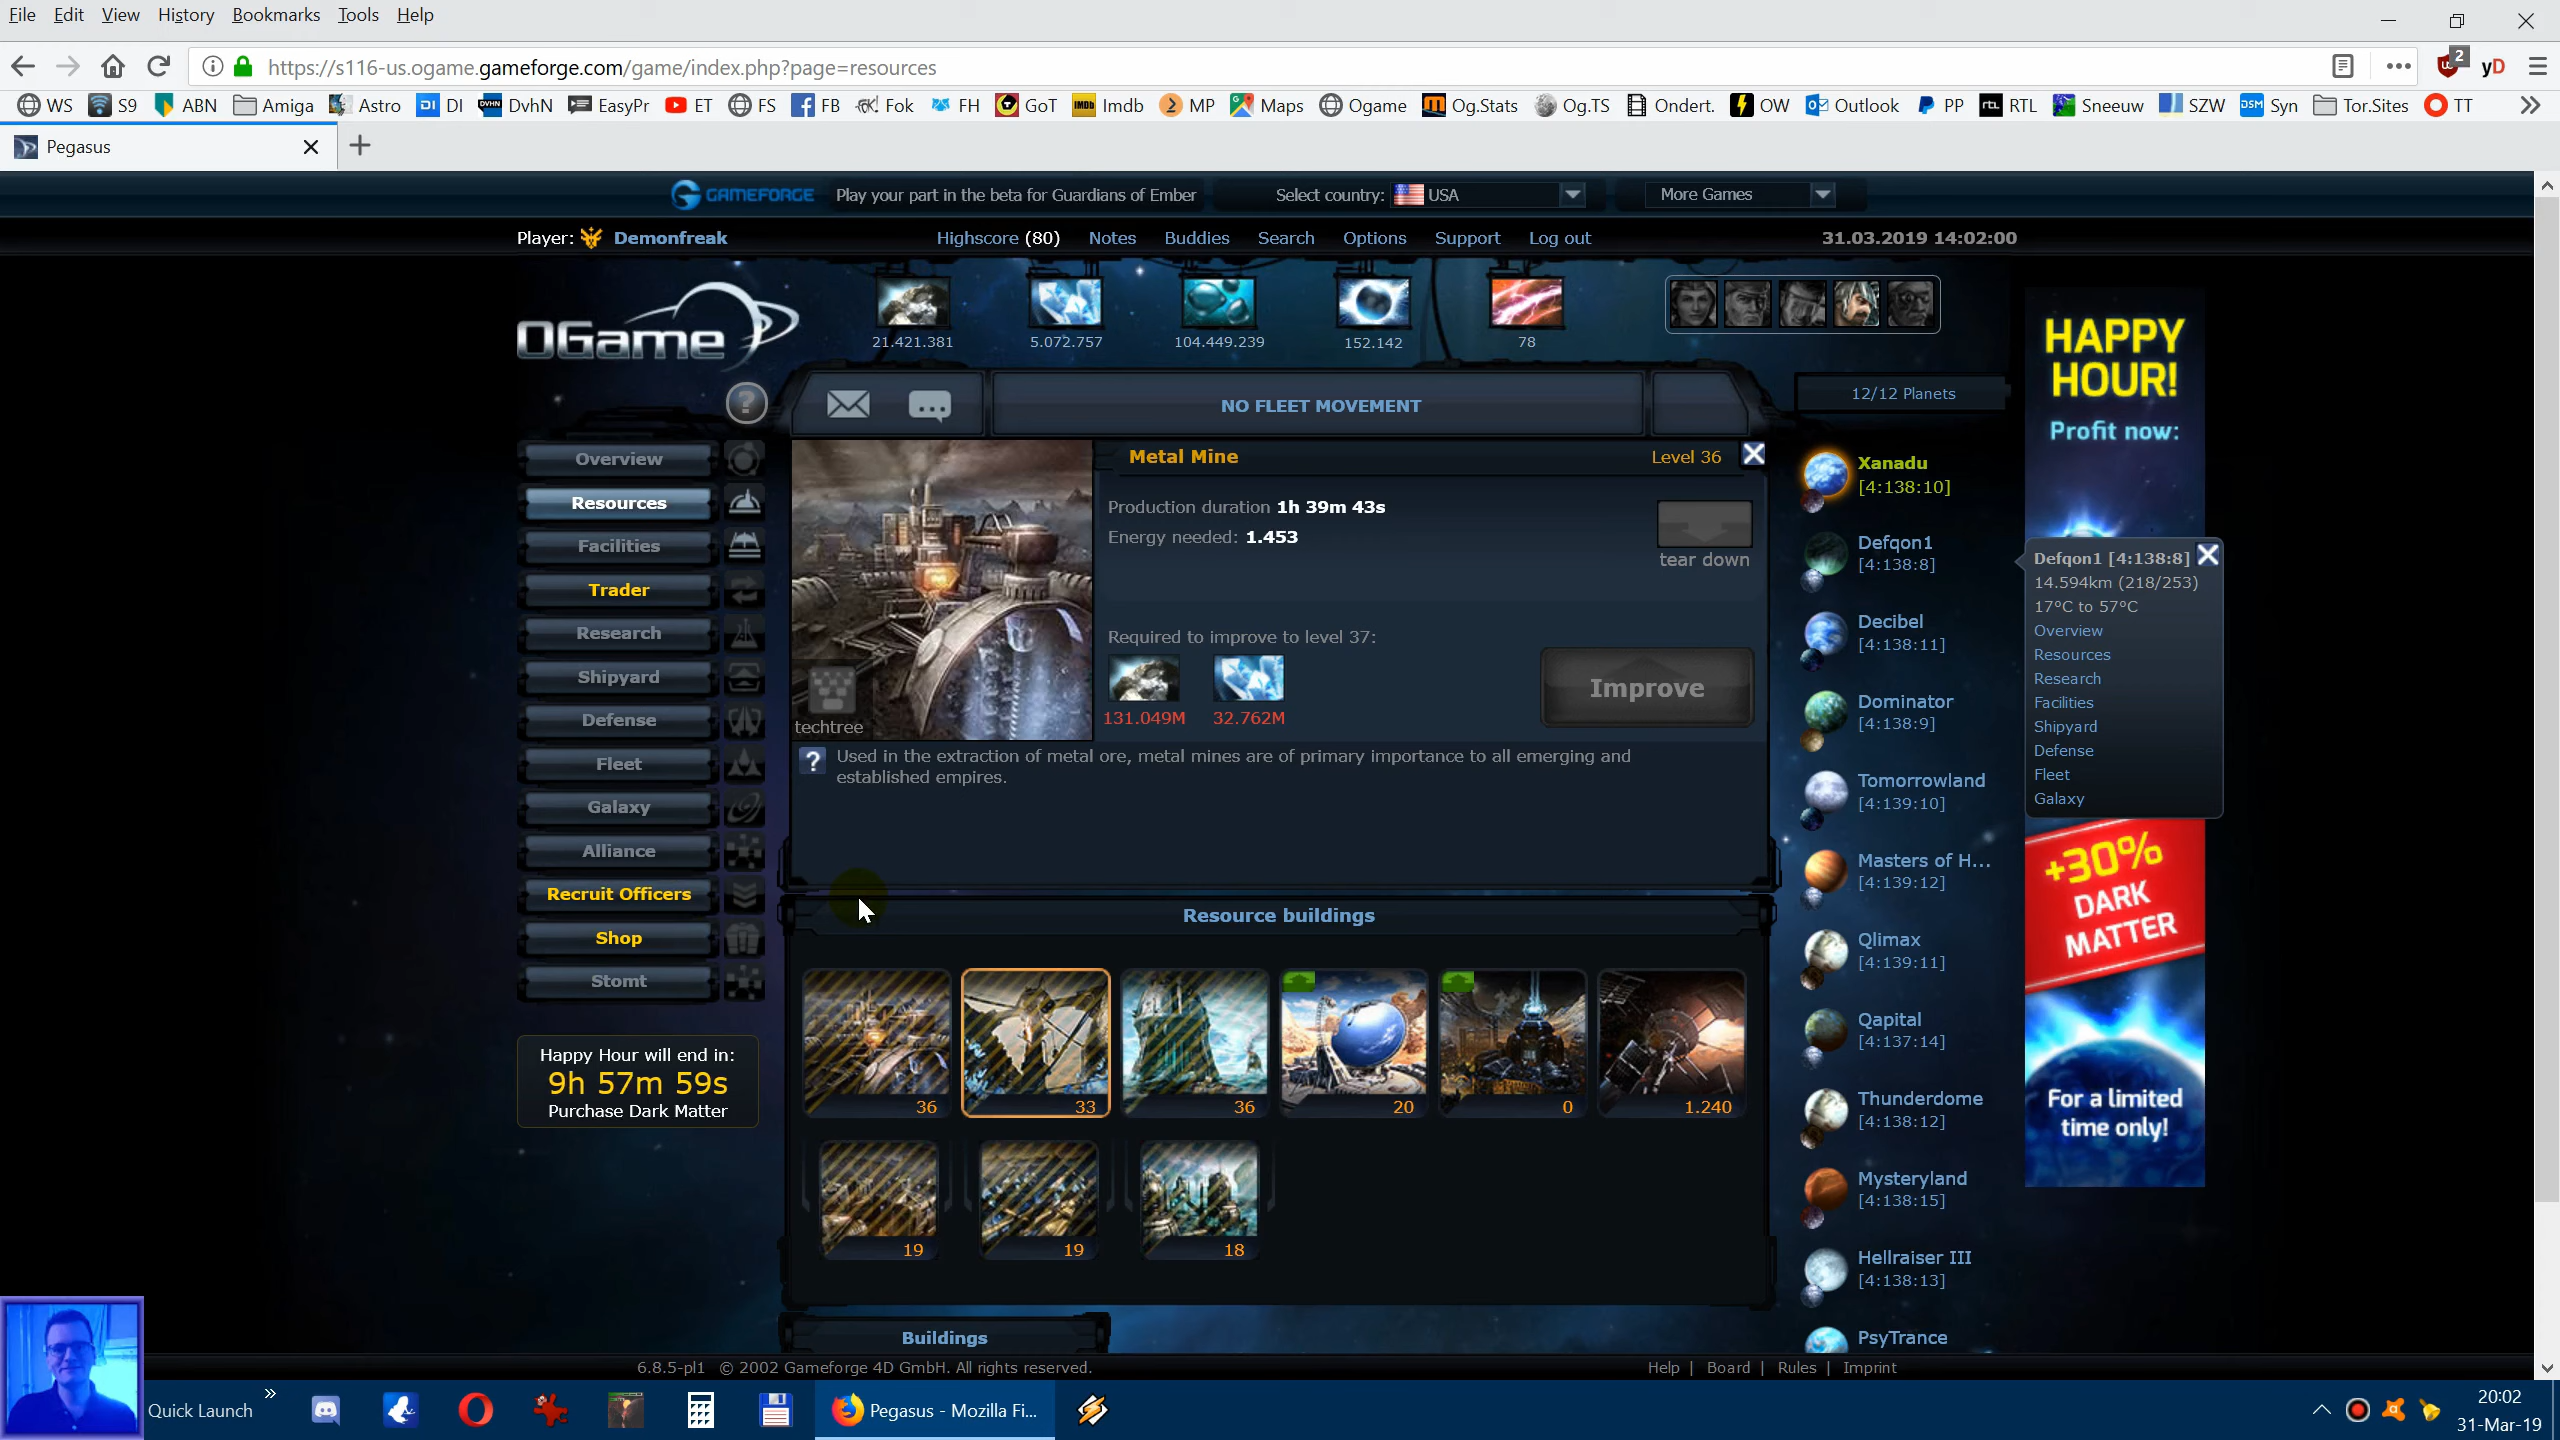 File Edit View History Bookmarks Tools Help
https://s116-us.ogame.gameforge.com/game/index.php?page=resources
2
yD
WS S9 ABN Amiga Astro DI DvhN EasyPr ET FS FB Fok FH GoT Imdb MP Maps Ogame Og.Stats Og.TS Ondert. OW Outlook PP RTL Sneeuw SZW Syn Tor.Sites TT
Pegasus
GAMEFORGE Play your part in the beta for Guardians of Ember Select country: USA More Games
Player: Demonfreak Highscore (80) Notes Buddies Search Options Support Log out 31.03.2019 14:02:00
OGame
21.421.381 5.072.757 104.449.239 152.142 78
NO FLEET MOVEMENT
12/12 Planets
Overview
Resources
Facilities
Trader
Research
Shipyard
Defense
Fleet
Galaxy
Alliance
Recruit Officers
Shop
Stomt
Happy Hour will end in:
9h 57m 59s
Purchase Dark Matter
Metal Mine Level 36
Production duration 1h 39m 43s
Energy needed: 1.453
tear down
Required to improve to level 37:
131.049M 32.762M
Improve
techtree
Used in the extraction of metal ore, metal mines are of primary importance to all emerging and
established empires.
Resource buildings
36 33 36 20 0 1.240
19 19 18
Buildings
Xanadu
[4:138:10]
Defqon1
[4:138:8]
Decibel
[4:138:11]
Dominator
[4:138:9]
Tomorrowland
[4:139:10]
Masters of H...
[4:139:12]
Qlimax
[4:139:11]
Qapital
[4:137:14]
Thunderdome
[4:138:12]
Mysteryland
[4:138:15]
Hellraiser III
[4:138:13]
PsyTrance
HAPPY
HOUR!
Profit now:
Defqon1 [4:138:8]
14.594km (218/253)
17°C to 57°C
Overview
Resources
Research
Facilities
Shipyard
Defense
Fleet
Galaxy
+30%
DARK
MATTER
For a limited
time only!
6.8.5-pl1 © 2002 Gameforge 4D GmbH. All rights reserved.
Help | Board | Rules | Imprint
Quick Launch
Pegasus - Mozilla Fi...
20:02
31-Mar-19